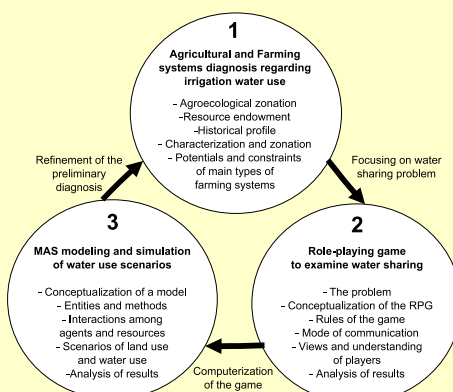 1
Agricultural and Farming
systems diagnosis regarding
irrigation water use
– Agroecological zonation
– Resource endowment
–Historical profile
– Characterization and zonation
– Potentials and constraints
of main types of
farming systems
Refinement of the
preliminary
diagnosis
Focusing on water
sharing problem
3
MAS modeling and simulation
of water use scenarios
– Conceptualization of a model
– Entities and methods
– Interactions among
agents and resources
– Scenarios of land use
and water use
–Analysis of results
2
Role-playing game
to examine water sharing
– The problem
– Conceptualization of the RPG
– Rules of the game
– Mode of communication
– Views and understanding
of players
– Analysis of results
Computerization
of the game